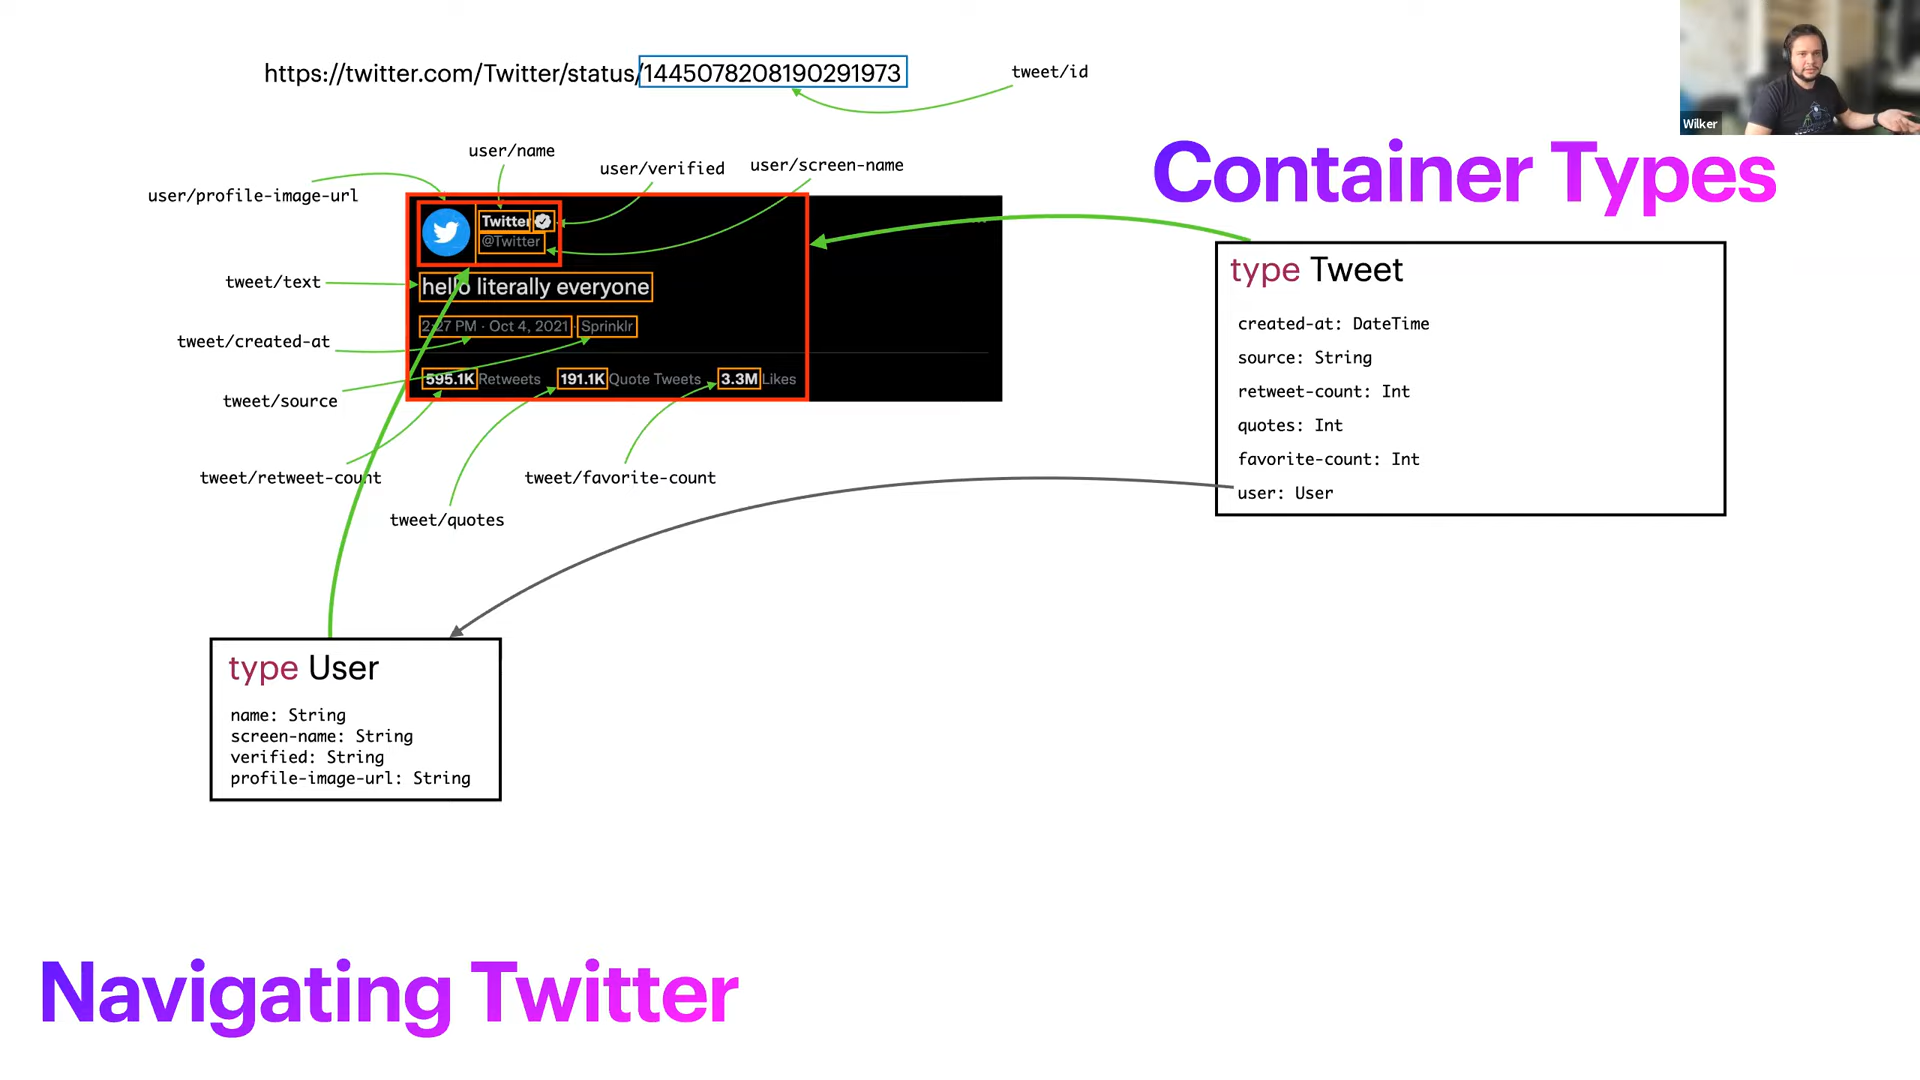 https://twitter.com/Twitter/status/1445078208190291973
tweet/id
Wilker
Container Types
user/name
user/verified
user/screen-name
user/profile-image-url
Twitter
@Twitter
tweet/text
hello literally everyone
tweet/created-at
2:27 PM · Oct 4, 2021 · Sprinklr
595.1K Retweets 191.1K Quote Tweets 3.3M Likes
tweet/source
tweet/retweet-count
tweet/favorite-count
tweet/quotes
type Tweet
created-at: DateTime
source: String
retweet-count: Int
quotes: Int
favorite-count: Int
user: User
type User
name: String
screen-name: String
verified: String
profile-image-url: String
Navigating Twitter